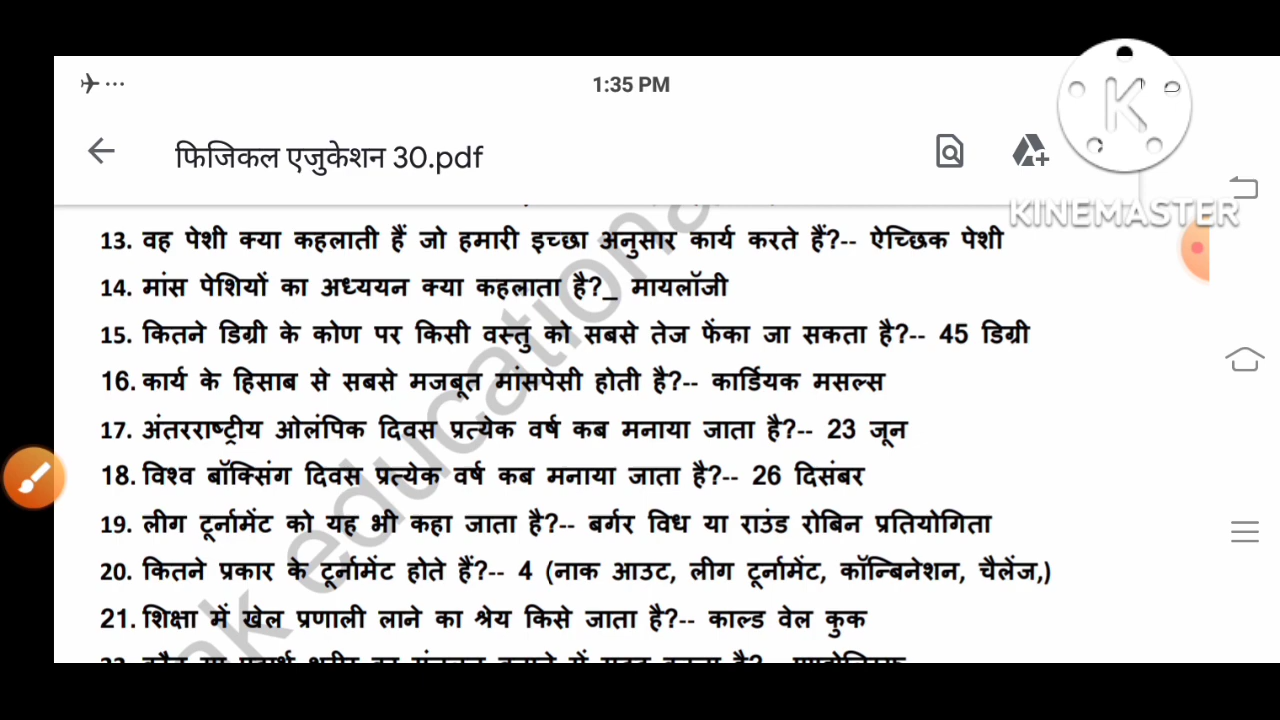 1:35 PM
फिजिकल एजुकेशन 30.pdf
KINEMASTER
13. वह पेशी क्या कहलाती हैं जो हमारी इच्छा अनुसार कार्य करते हैं?-- ऐच्छिक पेशी
14. मांस पेशियों का अध्ययन क्या कहलाता है?_ मायलॉजी
15. कितने डिग्री के कोण पर किसी वस्तु को सबसे तेज फेंका जा सकता है?-- 45 डिग्री
16. कार्य के हिसाब से सबसे मजबूत मांसपेसी होती है?-- कार्डियक मसल्स
17. अंतरराष्ट्रीय ओलंपिक दिवस प्रत्येक वर्ष कब मनाया जाता है?-- 23 जून
18. विश्व बॉक्सिंग दिवस प्रत्येक वर्ष कब मनाया जाता है?-- 26 दिसंबर
19. लीग टूर्नामेंट को यह भी कहा जाता है?-- बर्गर विध या राउंड रोबिन प्रतियोगिता
20. कितने प्रकार के टूर्नामेंट होते हैं?-- 4 (नाक आउट, लीग टूर्नामेंट, कॉन्बिनेशन, चैलेंज,)
21. शिक्षा में खेल प्रणाली लाने का श्रेय किसे जाता है?-- काल्ड वेल कुक